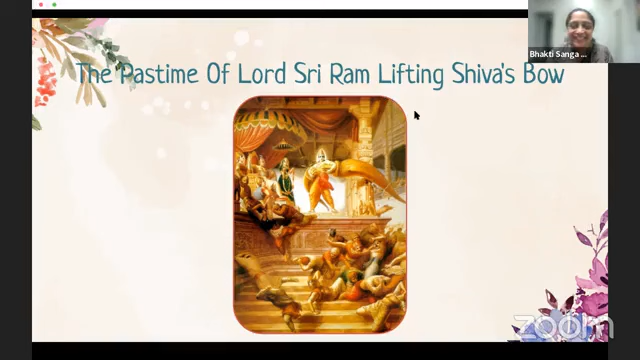 Bhakti Sanga ...
The Pastime Of Lord Sri Ram Lifting Shiva's Bow
zoom